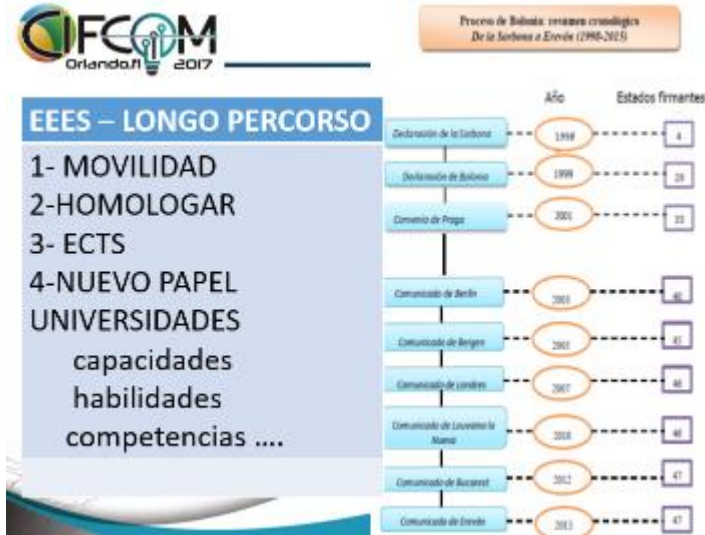 CIFCOM
Orlando.fl 2017
Proceso de Bolonia: resumen cronológico
De la Sorbona a Ereván (1998-2015)
EEES – LONGO PERCORSO
1- MOVILIDAD
2-HOMOLOGAR
3- ECTS
4-NUEVO PAPEL
UNIVERSIDADES
capacidades
habilidades
competencias ....
Año Estados firmantes
Declaración de la Sorbona 1998 4
Declaración de Bolonia 1999 29
Convenio de Praga 2001 33
Comunicado de Berlín 2003 40
Comunicado de Bergen 2005 45
Comunicado de Londres 2007 46
Comunicado de Lovaina la
Nueva 46
Comunicado de Bucarest 2012 47
Comunicado de Ereván 47